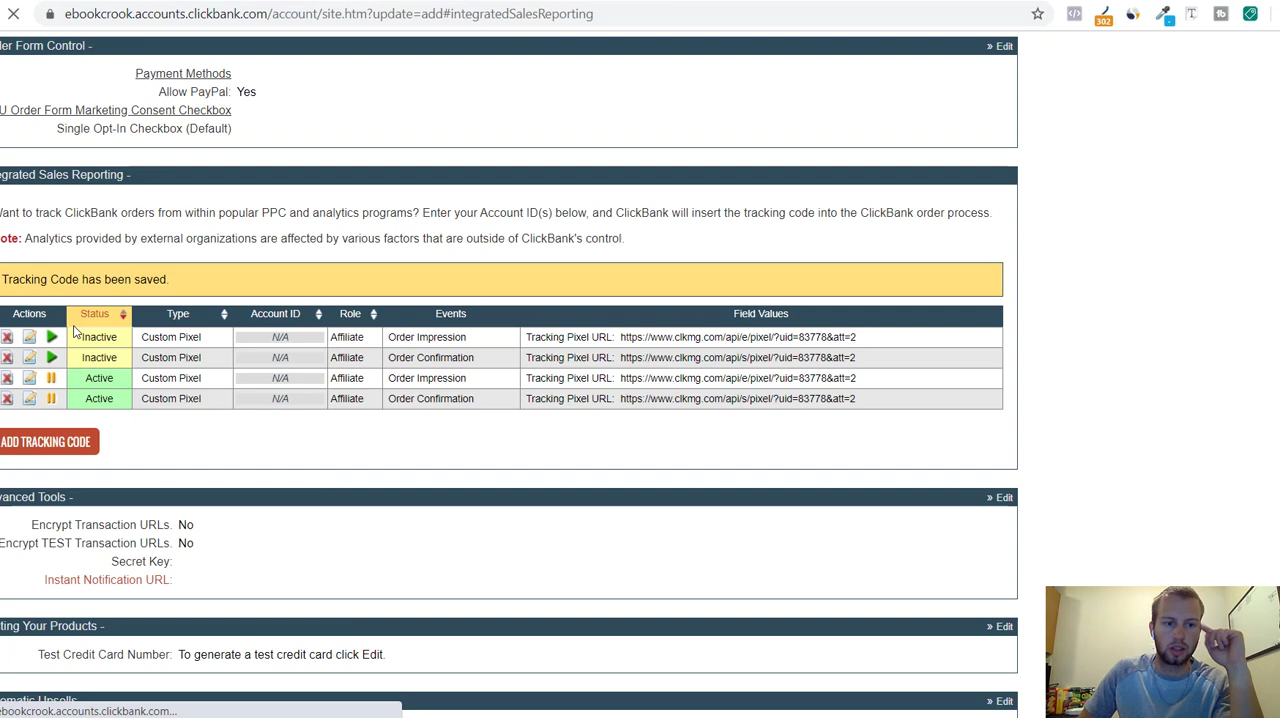 ebookcrook.accounts.clickbank.com/account/site.htm?update=add#integratedSalesReporting
302
T
tb
der Form Control -
» Edit
Payment Methods
Allow PayPal: Yes
U Order Form Marketing Consent Checkbox
Single Opt-In Checkbox (Default)
egrated Sales Reporting -
Want to track ClickBank orders from within popular PPC and analytics programs? Enter your Account ID(s) below, and ClickBank will insert the tracking code into the ClickBank order process.
ote: Analytics provided by external organizations are affected by various factors that are outside of ClickBank's control.
Tracking Code has been saved.
Actions Status Type Account ID Role Events Field Values
Inactive Custom Pixel N/A Affiliate Order Impression Tracking Pixel URL: https://www.clkmg.com/api/e/pixel/?uid=83778&att=2
Inactive Custom Pixel N/A Affiliate Order Confirmation Tracking Pixel URL: https://www.clkmg.com/api/s/pixel/?uid=83778&att=2
Active Custom Pixel N/A Affiliate Order Impression Tracking Pixel URL: https://www.clkmg.com/api/e/pixel/?uid=83778&att=2
Active Custom Pixel N/A Affiliate Order Confirmation Tracking Pixel URL: https://www.clkmg.com/api/s/pixel/?uid=83778&att=2
ADD TRACKING CODE
vanced Tools -
» Edit
Encrypt Transaction URLs. No
Encrypt TEST Transaction URLs. No
Secret Key:
Instant Notification URL:
ting Your Products -
» Edit
Test Credit Card Number: To generate a test credit card click Edit.
tomatic Upsells
» Edit
ebookcrook.accounts.clickbank.com...